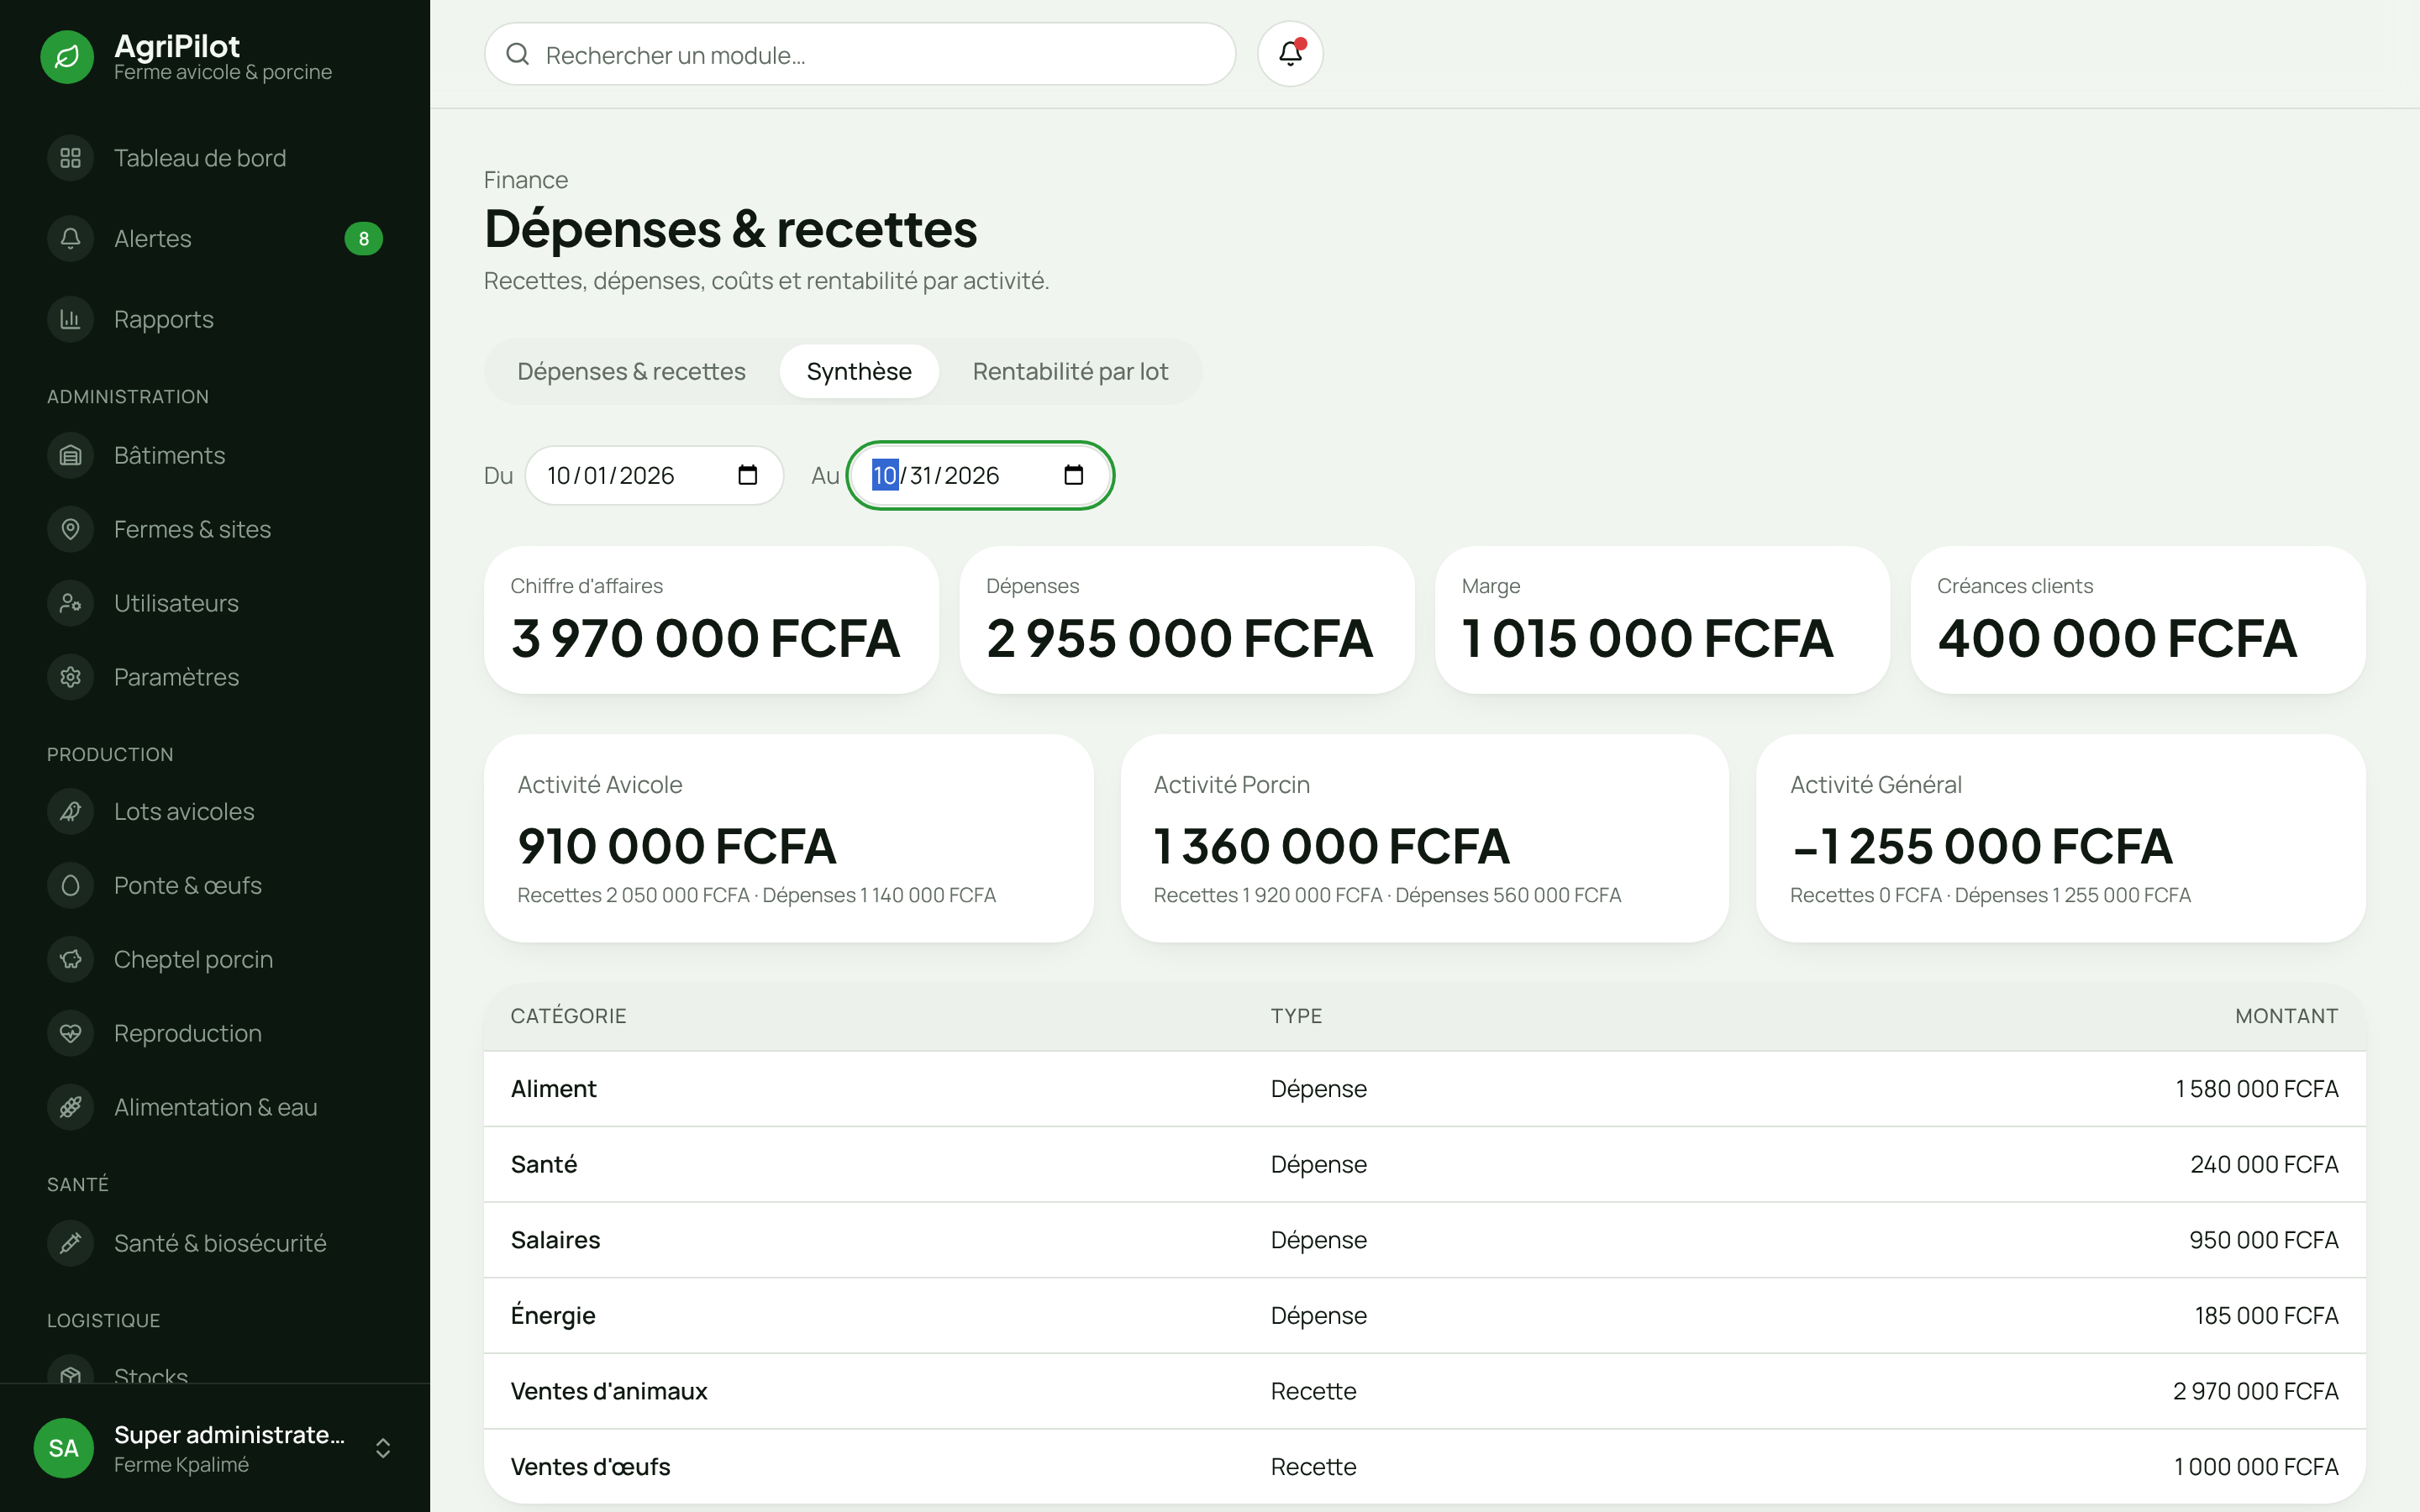 AgriPilot
Ferme avicole & porcine
Tableau de bord
Alertes 8
Rapports
ADMINISTRATION
Bâtiments
Fermes & sites
Utilisateurs
Paramètres
PRODUCTION
Lots avicoles
Ponte & œufs
Cheptel porcin
Reproduction
Alimentation & eau
SANTÉ
Santé & biosécurité
LOGISTIQUE
Stocks
SA
Super administrate...
Ferme Kpalimé
Rechercher un module...
Finance
Dépenses & recettes
Recettes, dépenses, coûts et rentabilité par activité.
Dépenses & recettes Synthèse Rentabilité par lot
Du 10/01/2026 Au 10/31/2026
Chiffre d'affaires
3 970 000 FCFA
Dépenses
2 955 000 FCFA
Marge
1 015 000 FCFA
Créances clients
400 000 FCFA
Activité Avicole
910 000 FCFA
Recettes 2 050 000 FCFA · Dépenses 1 140 000 FCFA
Activité Porcin
1 360 000 FCFA
Recettes 1 920 000 FCFA · Dépenses 560 000 FCFA
Activité Général
−1 255 000 FCFA
Recettes 0 FCFA · Dépenses 1 255 000 FCFA
CATÉGORIE TYPE MONTANT
Aliment Dépense 1 580 000 FCFA
Santé Dépense 240 000 FCFA
Salaires Dépense 950 000 FCFA
Énergie Dépense 185 000 FCFA
Ventes d'animaux Recette 2 970 000 FCFA
Ventes d'œufs Recette 1 000 000 FCFA